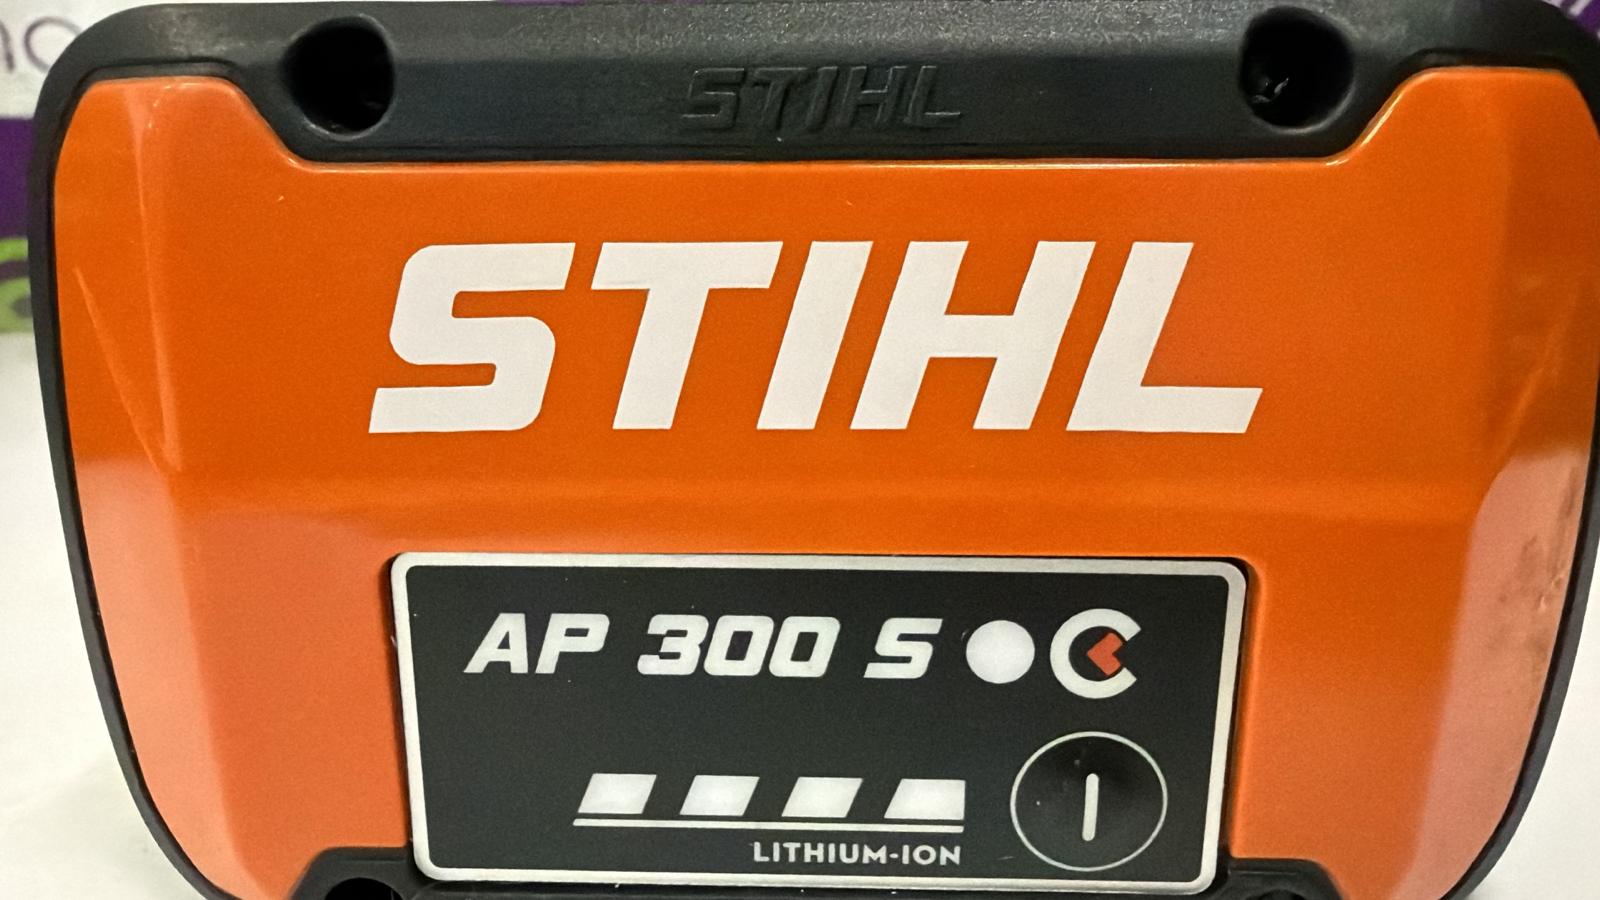 STIHL
STIHL
AP 300 S
LITHIUM-ION